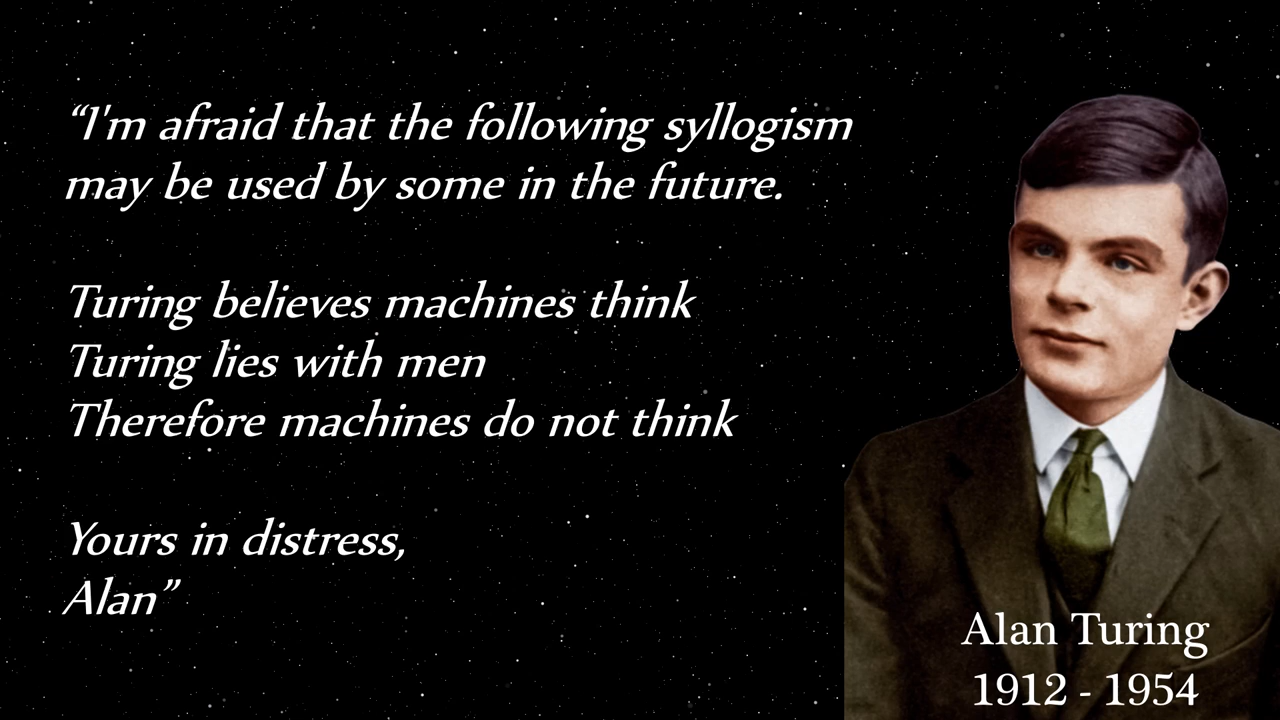 “I'm afraid that the following syllogism
may be used by some in the future.
Turing believes machines think
Turing lies with men
Therefore machines do not think
Yours in distress,
Alan”
Alan Turing
1912 - 1954